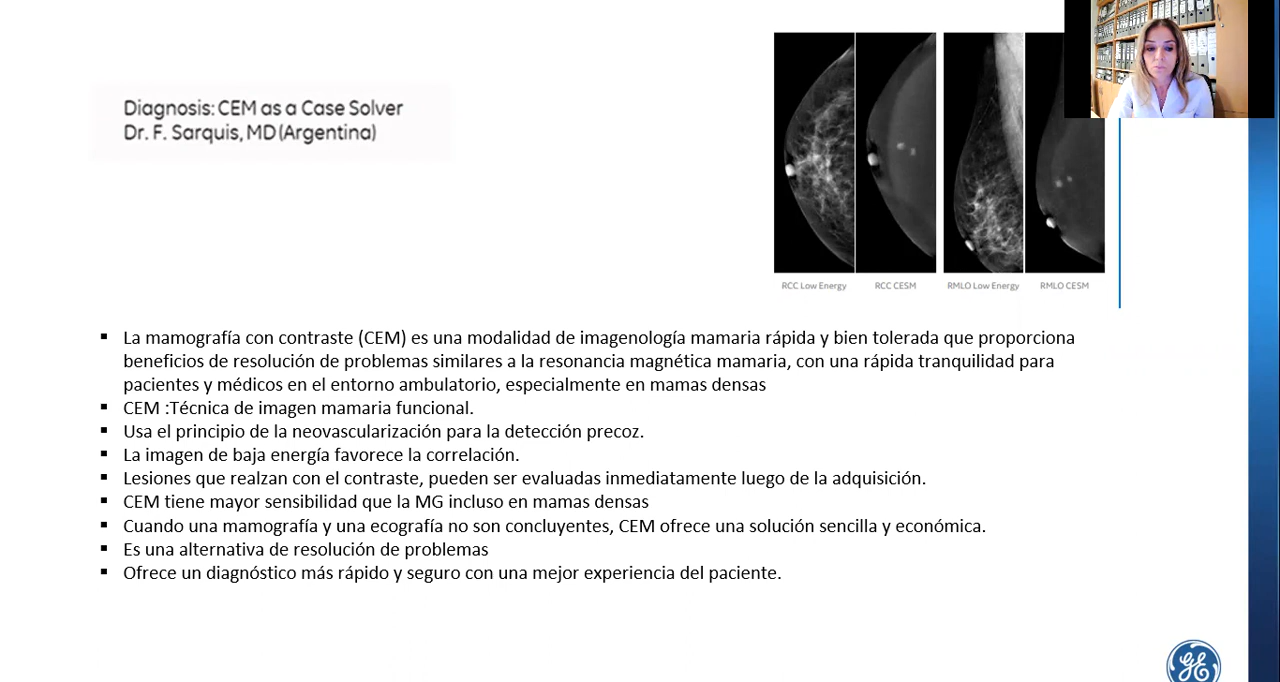 Diagnosis: CEM as a Case Solver
Dr. F. Sarquis, MD (Argentina)
RCC Low Energy
RCC CESM
RMLO Low Energy
RMLO CESM
▪ La mamografía con contraste (CEM) es una modalidad de imagenología mamaria rápida y bien tolerada que proporciona
beneficios de resolución de problemas similares a la resonancia magnética mamaria, con una rápida tranquilidad para
pacientes y médicos en el entorno ambulatorio, especialmente en mamas densas
▪ CEM :Técnica de imagen mamaria funcional.
▪ Usa el principio de la neovascularización para la detección precoz.
▪ La imagen de baja energía favorece la correlación.
▪ Lesiones que realzan con el contraste, pueden ser evaluadas inmediatamente luego de la adquisición.
▪ CEM tiene mayor sensibilidad que la MG incluso en mamas densas
▪ Cuando una mamografía y una ecografía no son concluyentes, CEM ofrece una solución sencilla y económica.
▪ Es una alternativa de resolución de problemas
▪ Ofrece un diagnóstico más rápido y seguro con una mejor experiencia del paciente.
GE